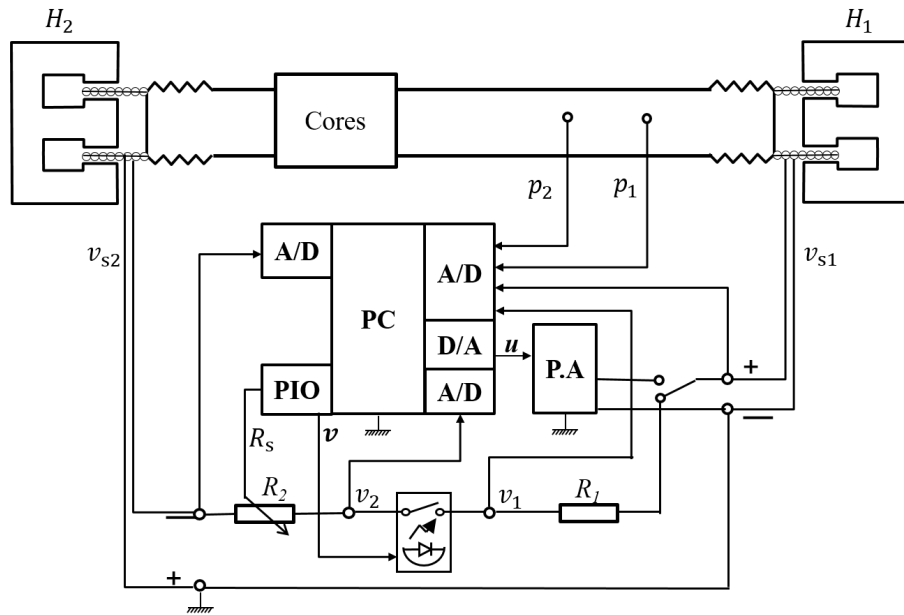 H₂
H₁
Cores
p₂
p₁
vₛ₂
A/D
PC
A/D
vₛ₁
D/A
u
P.A
+
−
PIO
A/D
Rₛ
v
R₂
v₂
v₁
R₁
−
+